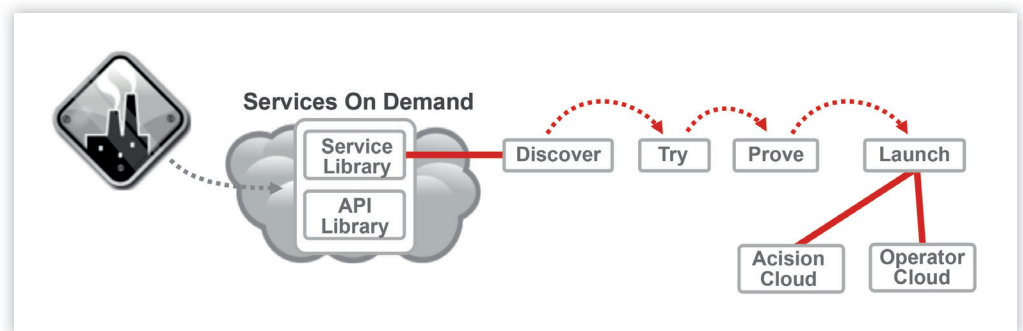 Services On Demand
Service
Library
API
Library
Discover
Try
Prove
Launch
Acision
Cloud
Operator
Cloud